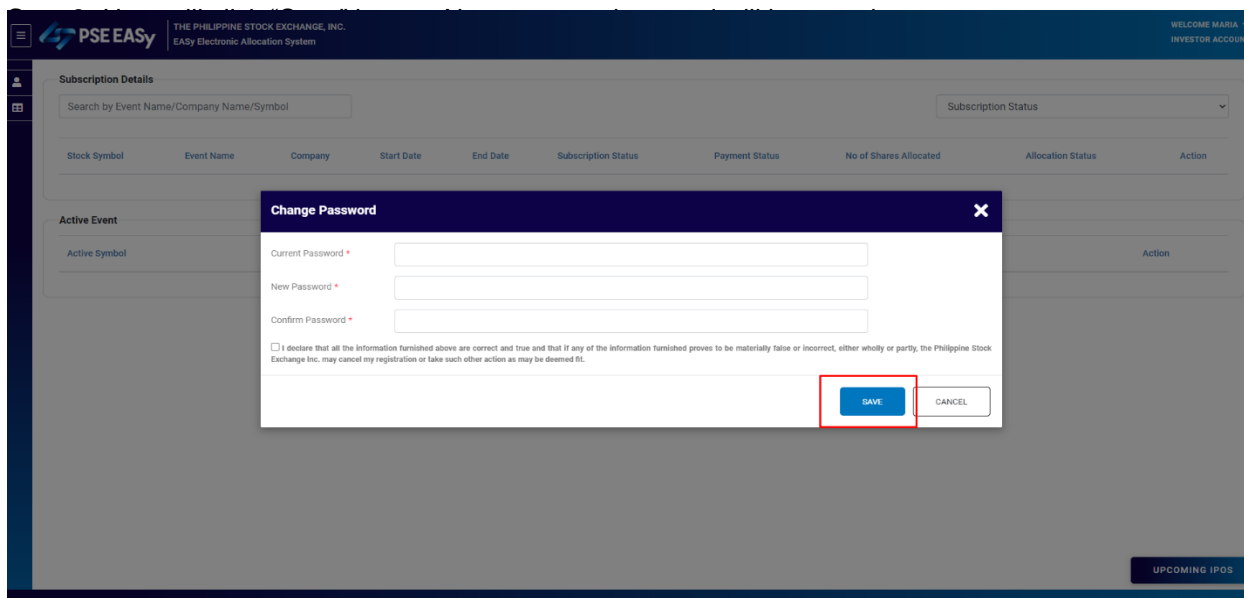 THE PHILIPPINE STOCK EXCHANGE, INC.
PSE EASy
EASy Electronic Allocation System
WELCOME MARIA
INVESTOR ACCOUN
Subscription Details
Search by Event Name/Company Name/Symbol
Subscription Status
Stock Symbol Event Name Company Start Date End Date Subscription Status Payment Status No of Shares Allocated Allocation Status Action
Active Event
Active Symbol Action
Change Password
Current Password *
New Password *
Confirm Password *
I declare that all the information furnished above are correct and true and that if any of the information furnished proves to be materially false or incorrect, either wholly or partly, the Philippine Stock
Exchange Inc. may cancel my registration or take such other action as may be deemed fit.
SAVE CANCEL
UPCOMING IPOS